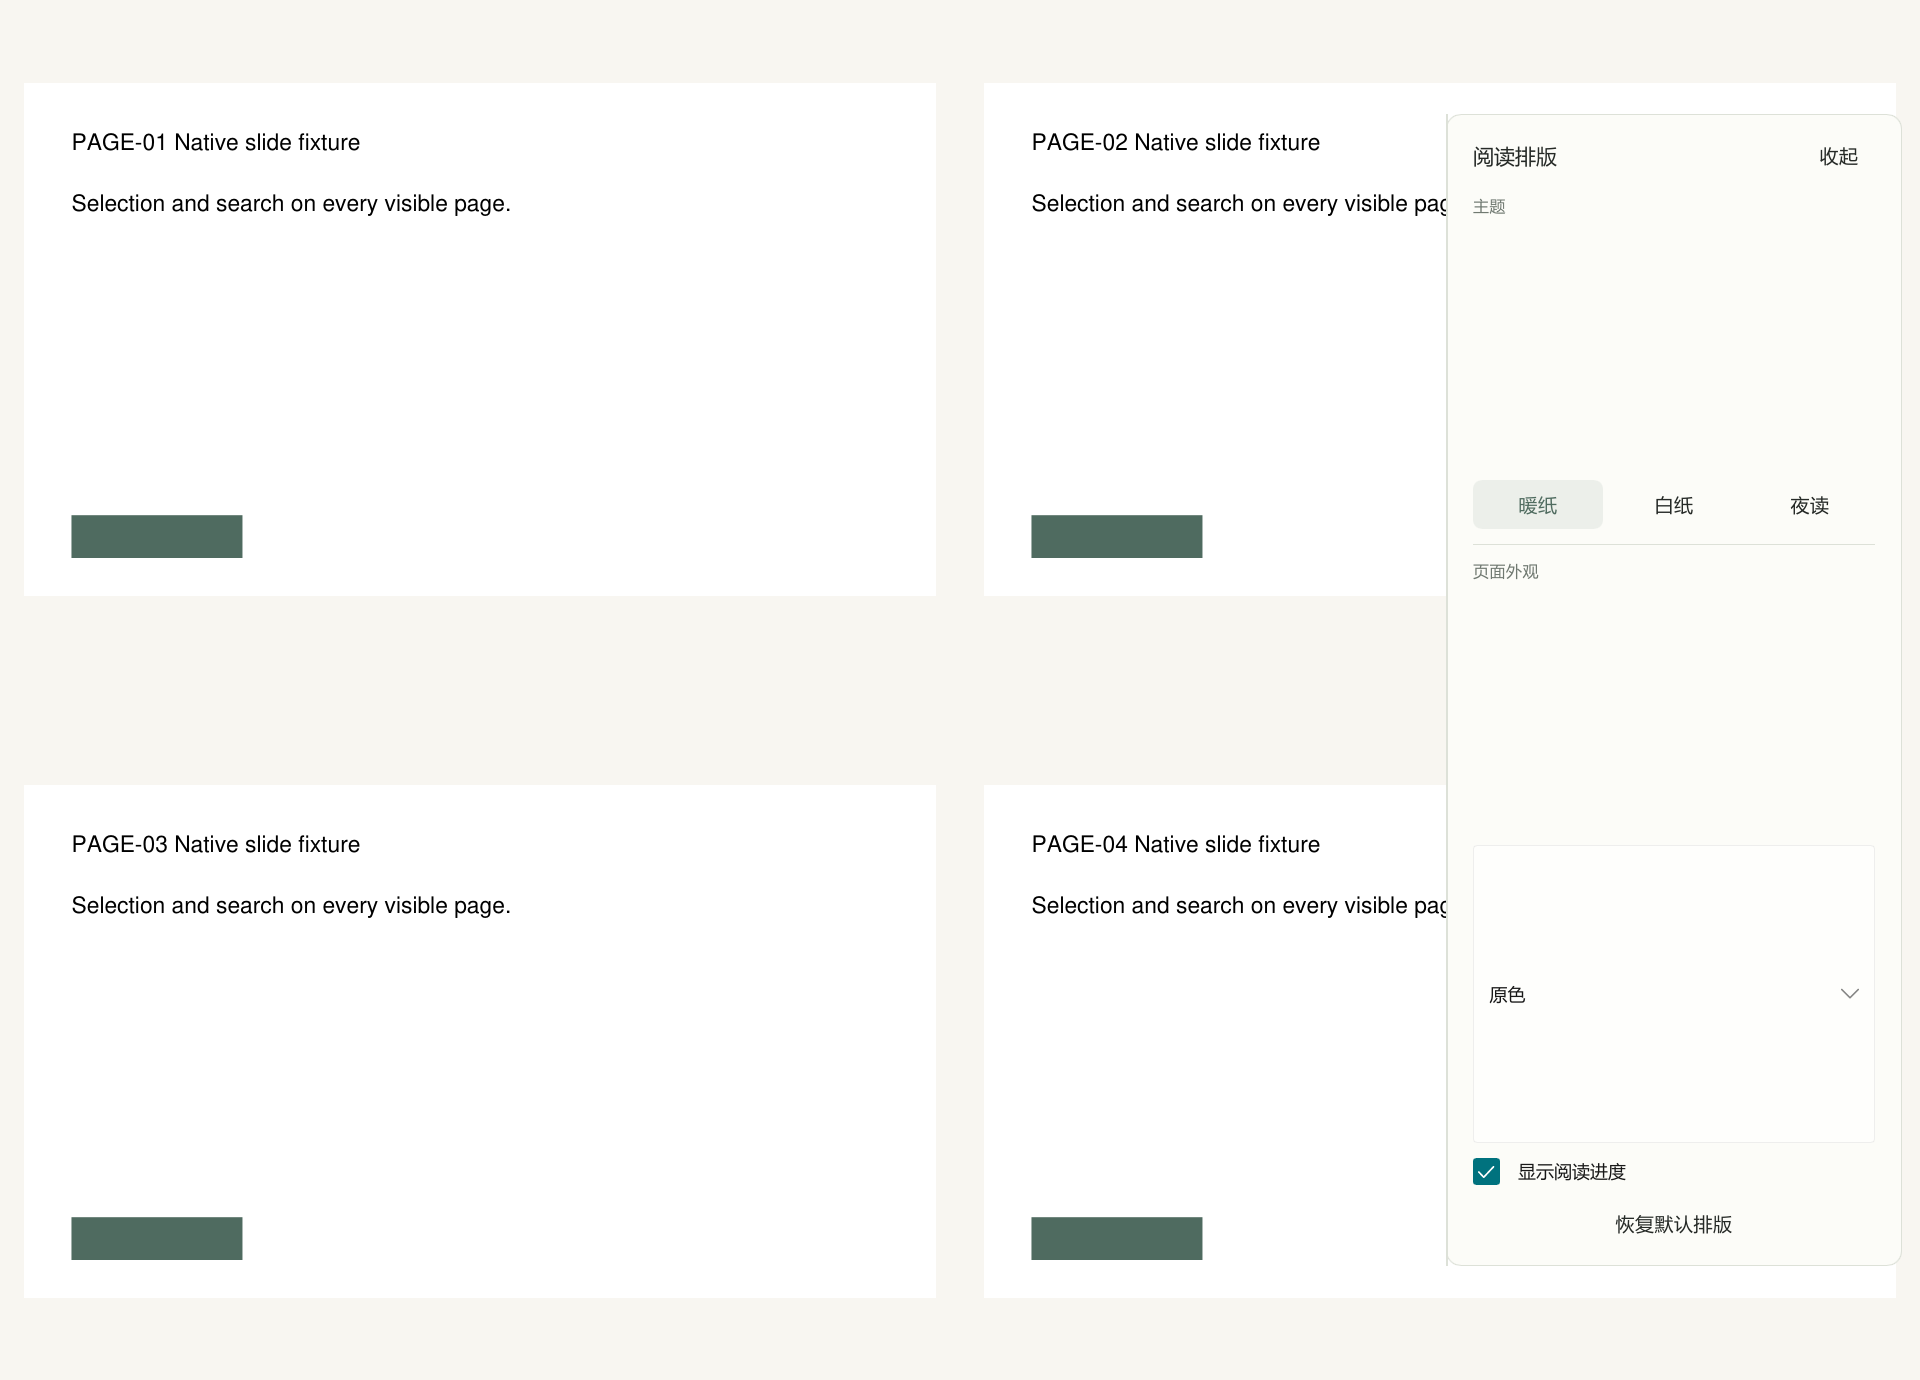 PAGE-01 Native slide fixture
Selection and search on every visible page.
PAGE-02 Native slide fixture
Selection and search on every visible pag
PAGE-03 Native slide fixture
Selection and search on every visible page.
PAGE-04 Native slide fixture
Selection and search on every visible pag
阅读排版 收起
主题
暖纸 白纸 夜读
页面外观
原色
显示阅读进度
恢复默认排版